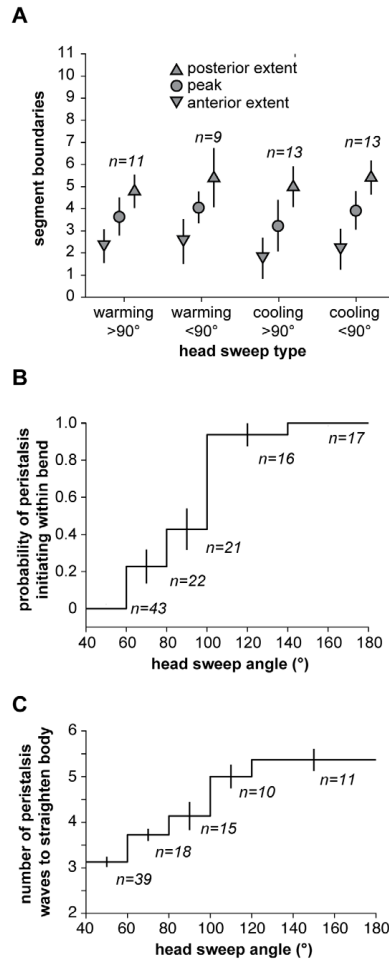 A
segment boundaries
11
10
9
8
7
6
5
4
3
2
1
0
posterior extent
peak
anterior extent
n=11
n=9
n=13
n=13
warming >90°
warming <90°
cooling >90°
cooling <90°
head sweep type
B
probability of peristalsis
initiating within bend
1.0
0.8
0.6
0.4
0.2
0
n=43
n=22
n=21
n=16
n=17
40 60 80 100 120 140 160 180
head sweep angle (°)
C
number of peristalsis
waves to straighten body
6
5
4
3
2
n=39
n=18
n=15
n=10
n=11
40 60 80 100 120 140 160 180
head sweep angle (°)